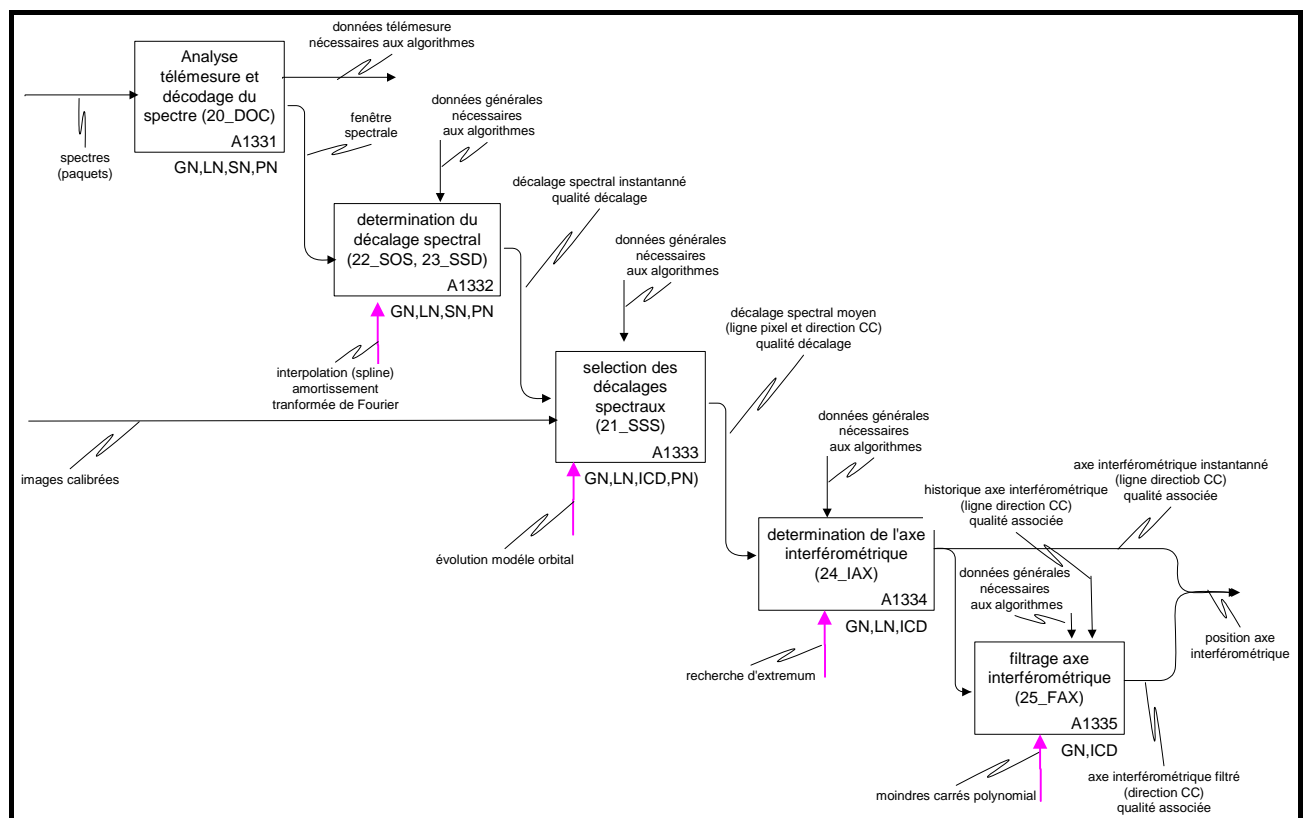 données télémesure
nécessaires aux algorithmes
Analyse
télémesure et
décodage du
spectre (20_DOC)
A1331
GN,LN,SN,PN
spectres
(paquets)
fenêtre
spectrale
données générales
nécessaires
aux algorithmes
determination du
décalage spectral
(22_SOS, 23_SSD)
A1332
GN,LN,SN,PN
interpolation (spline)
amortissement
tranformée de Fourier
décalage spectral instantanné
qualité décalage
données générales
nécessaires
aux algorithmes
selection des
décalages
spectraux
(21_SSS)
A1333
GN,LN,ICD,PN)
images calibrées
évolution modéle orbital
décalage spectral moyen
(ligne pixel et direction CC)
qualité décalage
données générales
nécessaires
aux algorithmes
determination de l'axe
interférométrique
(24_IAX)
A1334
GN,LN,ICD
recherche d'extremum
axe interférométrique instantanné
(ligne directiob CC)
qualité associée
historique axe interférométrique
(ligne direction CC)
qualité associée
données générales
nécessaires
aux algorithmes
filtrage axe
interférométrique
(25_FAX)
A1335
GN,ICD
position axe
interférométrique
moindres carrés polynomial
axe interférométrique filtré
(direction CC)
qualité associée